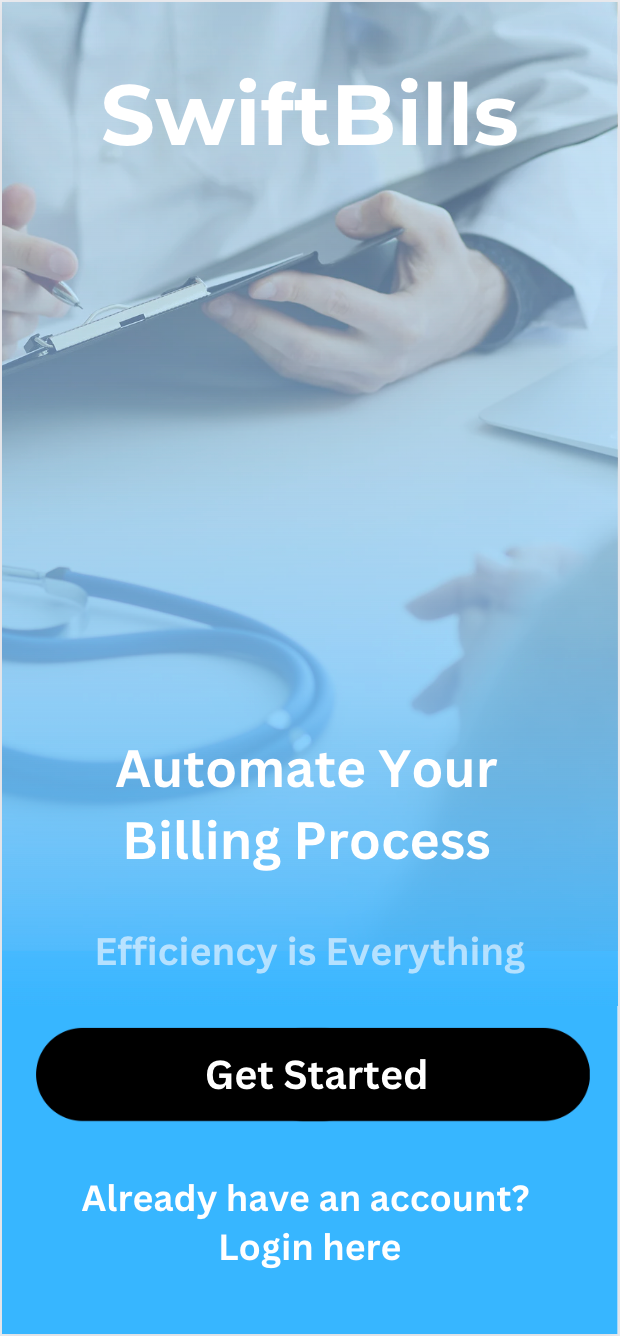 SwiftBills
Automate Your
Billing Process
Efficiency is Everything
Get Started
Already have an account?
Login here